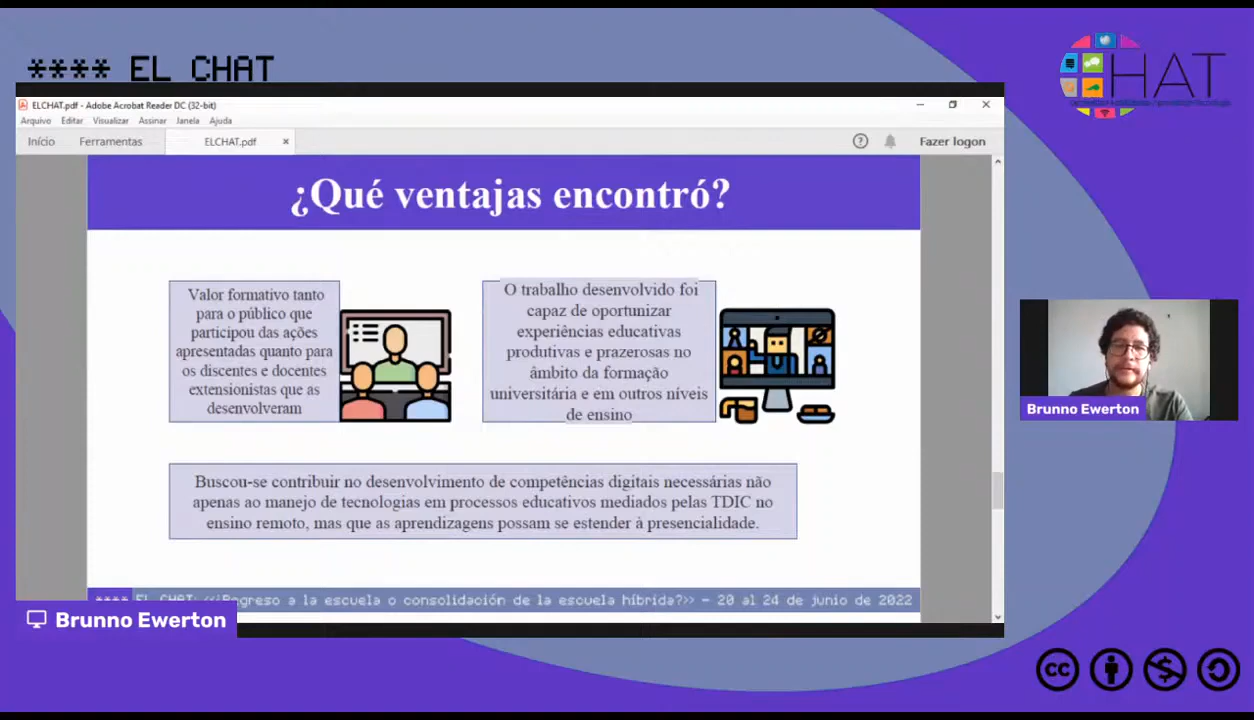 **** EL CHAT
HAT
ELCHAT.pdf - Adobe Acrobat Reader DC (32-bit)
Arquivo Editar Visualizar Assinar Janela Ajuda
Início Ferramentas ELCHAT.pdf × Fazer logon
¿Qué ventajas encontró?
Valor formativo tanto
para o público que
participou das ações
apresentadas quanto para
os discentes e docentes
extensionistas que as
desenvolveram
O trabalho desenvolvido foi
capaz de oportunizar
experiências educativas
produtivas e prazerosas no
âmbito da formação
universitária e em outros níveis
de ensino
Buscou-se contribuir no desenvolvimento de competências digitais necessárias não
apenas ao manejo de tecnologias em processos educativos mediados pelas TDIC no
ensino remoto, mas que as aprendizagens possam se estender à presencialidade.
**** EL CHAT: <<¿Regreso a la escuela o consolidación de la escuela híbrida?>> - 20 al 24 de junio de 2022
Brunno Ewerton
Brunno Ewerton
cc